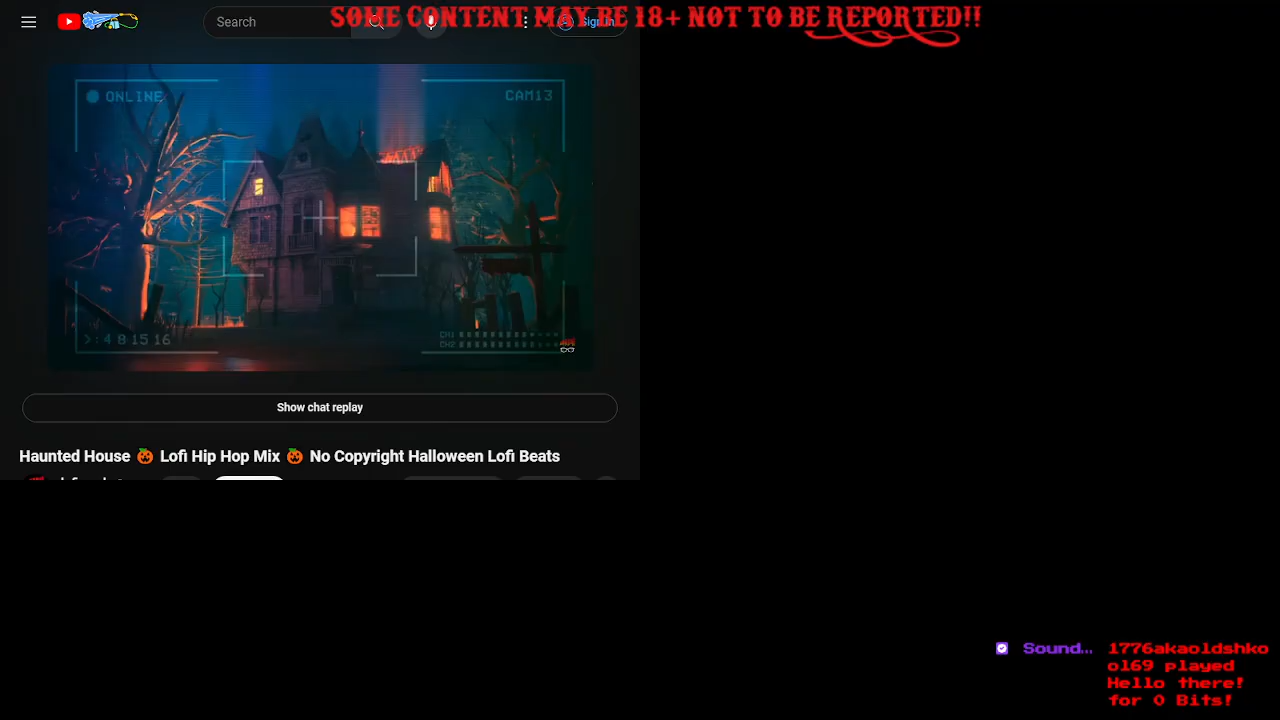 SOME CONTENT MAY BE 18+ NOT TO BE REPORTED!!
Search
Sign in
ONLINE
CAM13
>: 4 8 15 16
CH1
CH2
Show chat replay
Haunted House 🎃 Lofi Hip Hop Mix 🎃 No Copyright Halloween Lofi Beats
Sound... 1776akaoldshko
ol69 played
Hello there!
for 0 Bits!